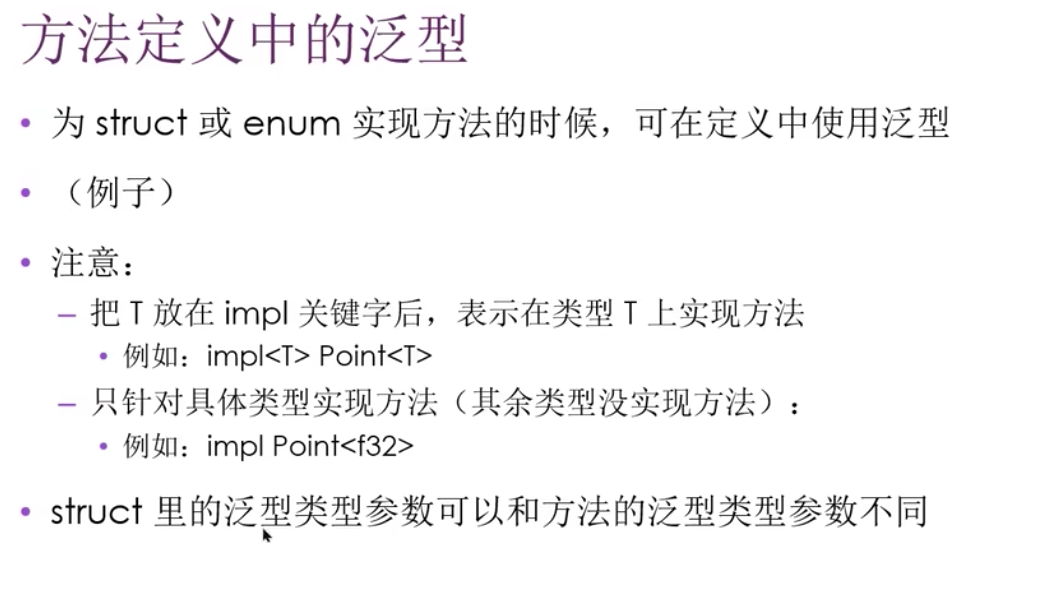 方法定义中的泛型
• 为 struct 或 enum 实现方法的时候，可在定义中使用泛型
• （例子）
• 注意：
– 把 T 放在 impl 关键字后，表示在类型 T 上实现方法
• 例如：impl<T> Point<T>
– 只针对具体类型实现方法（其余类型没实现方法）：
• 例如：impl Point<f32>
• struct 里的泛型类型参数可以和方法的泛型类型参数不同